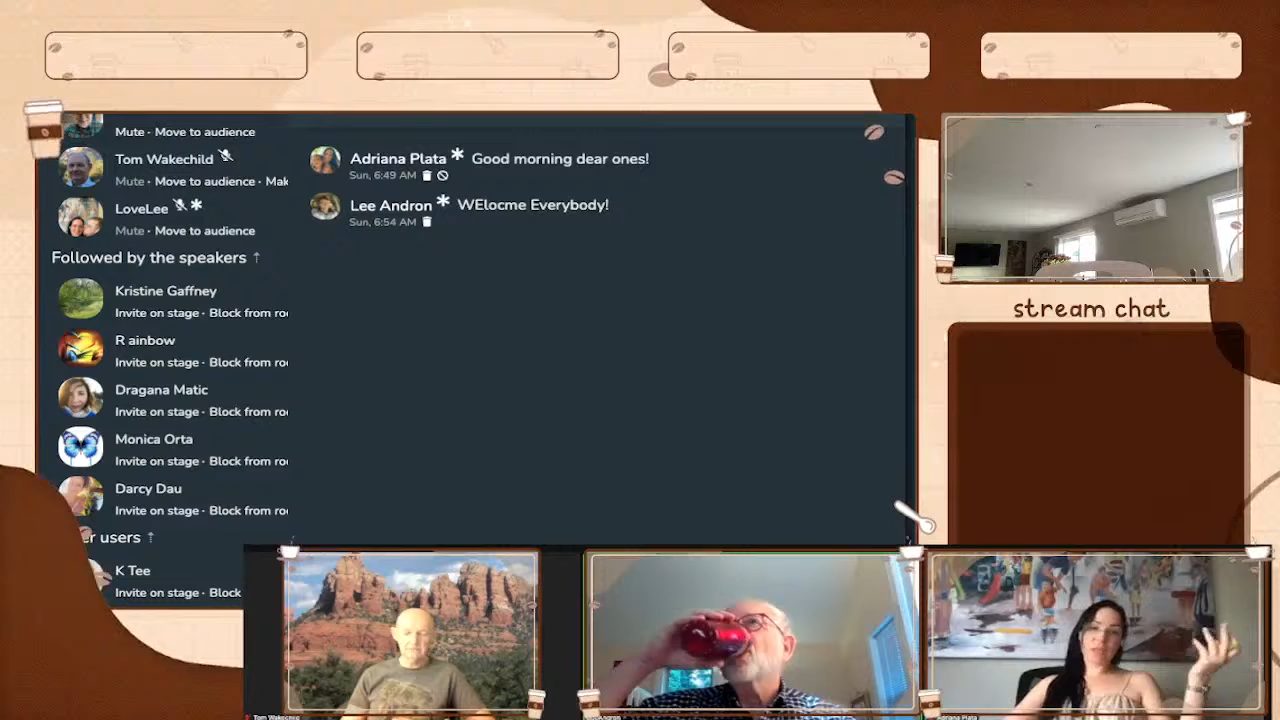 Mute · Move to audience
Tom Wakechild
Mute · Move to audience · Mak
LoveLee
Mute · Move to audience
Followed by the speakers ↑
Kristine Gaffney
Invite on stage · Block from ro
R ainbow
Invite on stage · Block from ro
Dragana Matic
Invite on stage · Block from ro
Monica Orta
Invite on stage · Block from ro
Darcy Dau
Invite on stage · Block from ro
er users ↑
K Tee
Invite on stage · Block
Adriana Plata * Good morning dear ones!
Sun, 6:49 AM
Lee Andron * WElocme Everybody!
Sun, 6:54 AM
stream chat
Tom Wakechild
Adriana Plata